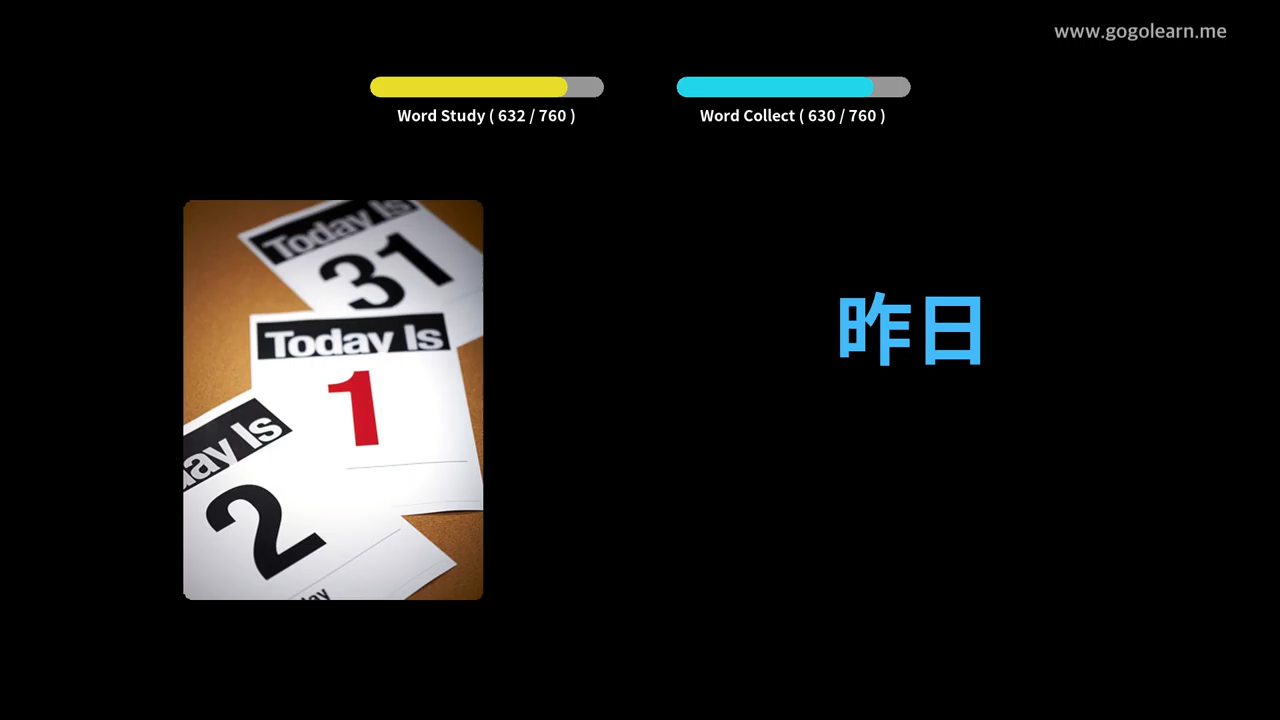 www.gogolearn.me
Word Study ( 632 / 760 )
Word Collect ( 630 / 760 )
Today Is
31
Today Is
1
ay Is
2
昨日